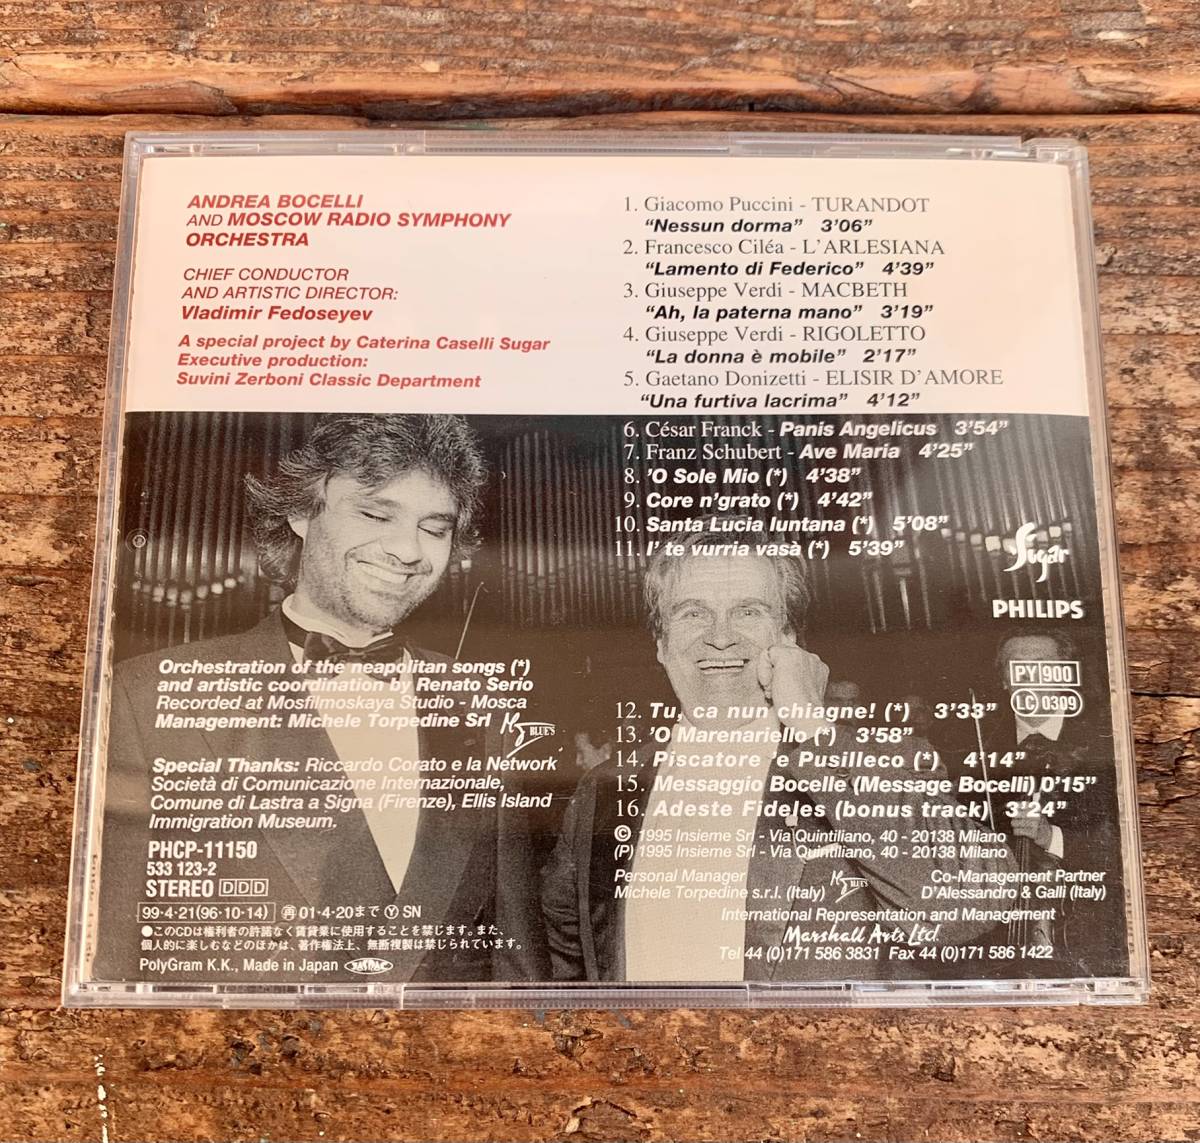 ANDREA BOCELLI
AND MOSCOW RADIO SYMPHONY
ORCHESTRA
CHIEF CONDUCTOR
AND ARTISTIC DIRECTOR:
Vladimir Fedoseyev
A special project by Caterina Caselli Sugar
Executive production:
Suvini Zerboni Classic Department
1. Giacomo Puccini - TURANDOT
“Nessun dorma” 3’06”
2. Francesco Ciléa - L’ARLESIANA
“Lamento di Federico” 4’39”
3. Giuseppe Verdi - MACBETH
“Ah, la paterna mano” 3’19”
4. Giuseppe Verdi - RIGOLETTO
“La donna è mobile” 2’17”
5. Gaetano Donizetti - ELISIR D’AMORE
“Una furtiva lacrima” 4’12”
6. César Franck - Panis Angelicus 3’54”
7. Franz Schubert - Ave Maria 4’25”
8. ’O Sole Mio (*) 4’38”
9. Core n’grato (*) 4’42”
10. Santa Lucia luntana (*) 5’08”
11. I’ te vurria vasà (*) 5’39”
Sugar
PHILIPS
PY 900
LC 0309
12. Tu, ca nun chiagne! (*) 3’33”
13. ’O Marenariello (*) 3’58”
14. Piscatore ’e Pusilleco (*) 4’14”
15. Messaggio Bocelle (Message Bocelli) 0’15”
16. Adeste Fideles (bonus track) 3’24”
© 1995 Insieme Srl - Via Quintiliano, 40 - 20138 Milano
(P) 1995 Insieme Srl - Via Quintiliano, 40 - 20138 Milano
Personal Manager
Michele Torpedine s.r.l. (Italy)
BLUE'S
Co-Management Partner
D’Alessandro & Galli (Italy)
International Representation and Management
Marshall Arts Ltd.
Tel 44 (0)171 586 3831 Fax 44 (0)171 586 1422
Orchestration of the neapolitan songs (*)
and artistic coordination by Renato Serio
Recorded at Mosfilmoskaya Studio - Mosca
Management: Michele Torpedine Srl
BLUE'S
Special Thanks: Riccardo Corato e la Network
Società di Comunicazione Internazionale,
Comune di Lastra a Signa (Firenze), Ellis Island
Immigration Museum.
PHCP-11150
533 123-2
STEREO DDD
99・4・21(96・10・14) 再 01・4・20まで Y SN
●このCDは権利者の許諾なく賃貸業に使用することを禁じます。また、
個人的に楽しむなどのほかは、著作権法上、無断複製は禁じられています。
PolyGram K.K., Made in Japan